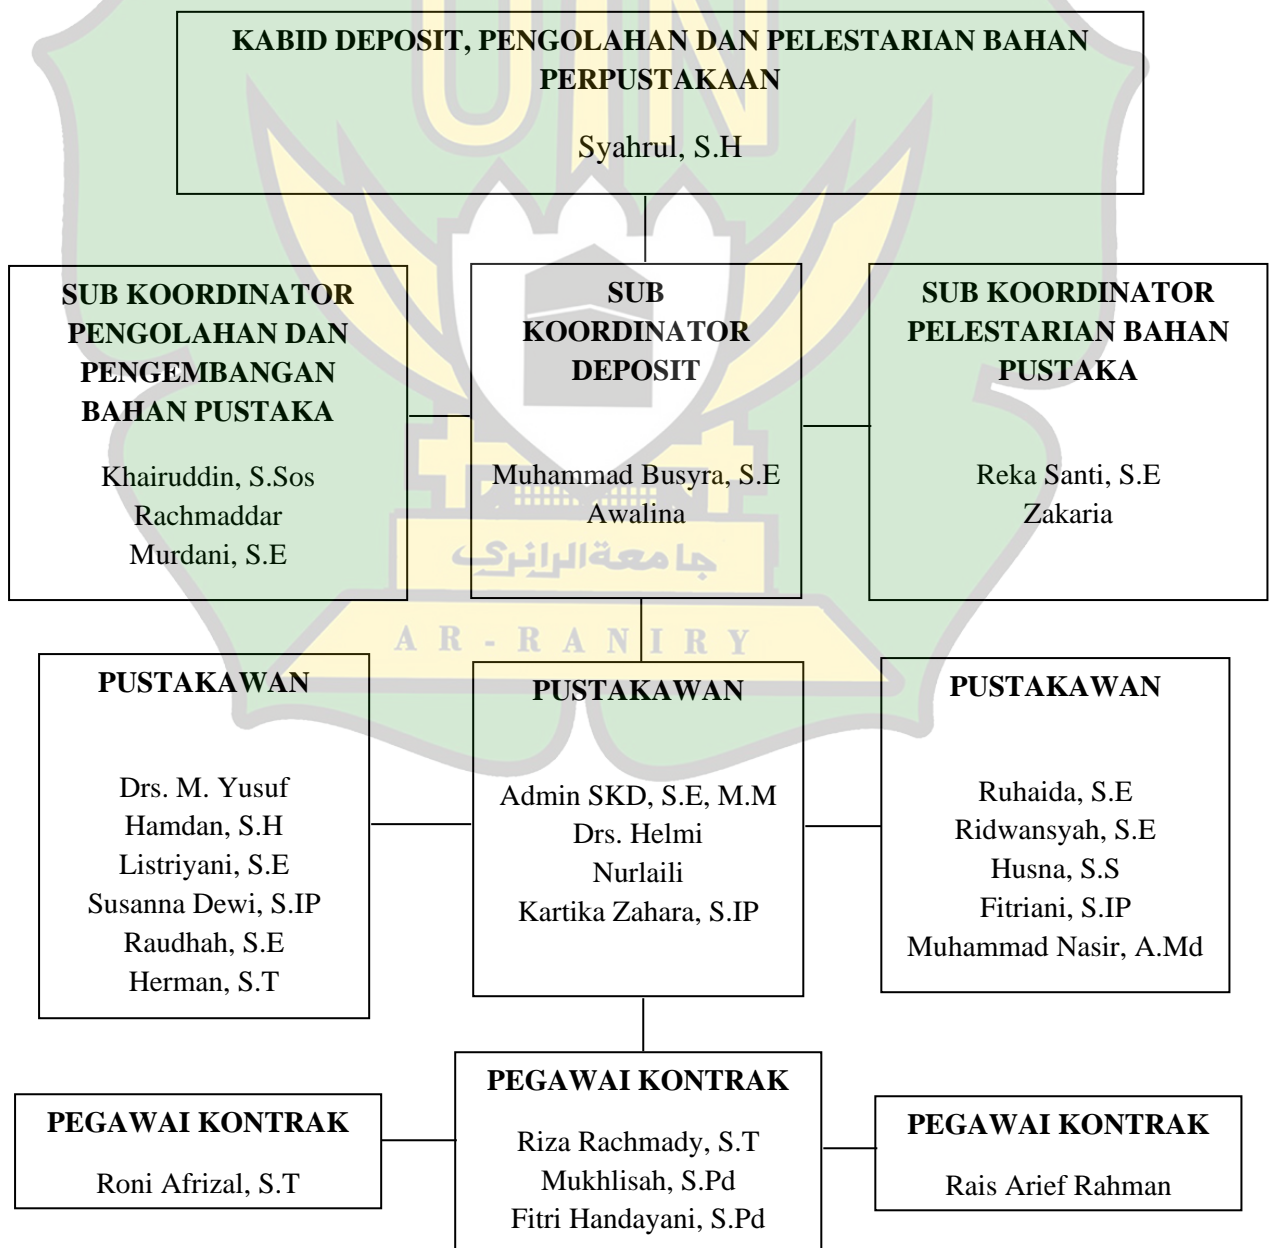 UIN
KABID DEPOSIT, PENGOLAHAN DAN PELESTARIAN BAHAN
PERPUSTAKAAN
Syahrul, S.H
SUB KOORDINATOR
PENGOLAHAN DAN
PENGEMBANGAN
BAHAN PUSTAKA
Khairuddin, S.Sos
Rachmaddar
Murdani, S.E
SUB
KOORDINATOR
DEPOSIT
Muhammad Busyra, S.E
Awalina
SUB KOORDINATOR
PELESTARIAN BAHAN
PUSTAKA
Reka Santi, S.E
Zakaria
جامعة الرانري
AR-RANIRY
PUSTAKAWAN
Drs. M. Yusuf
Hamdan, S.H
Listriyani, S.E
Susanna Dewi, S.IP
Raudhah, S.E
Herman, S.T
PUSTAKAWAN
Admin SKD, S.E, M.M
Drs. Helmi
Nurlaili
Kartika Zahara, S.IP
PUSTAKAWAN
Ruhaida, S.E
Ridwansyah, S.E
Husna, S.S
Fitriani, S.IP
Muhammad Nasir, A.Md
PEGAWAI KONTRAK
Roni Afrizal, S.T
PEGAWAI KONTRAK
Riza Rachmady, S.T
Mukhlisah, S.Pd
Fitri Handayani, S.Pd
PEGAWAI KONTRAK
Rais Arief Rahman